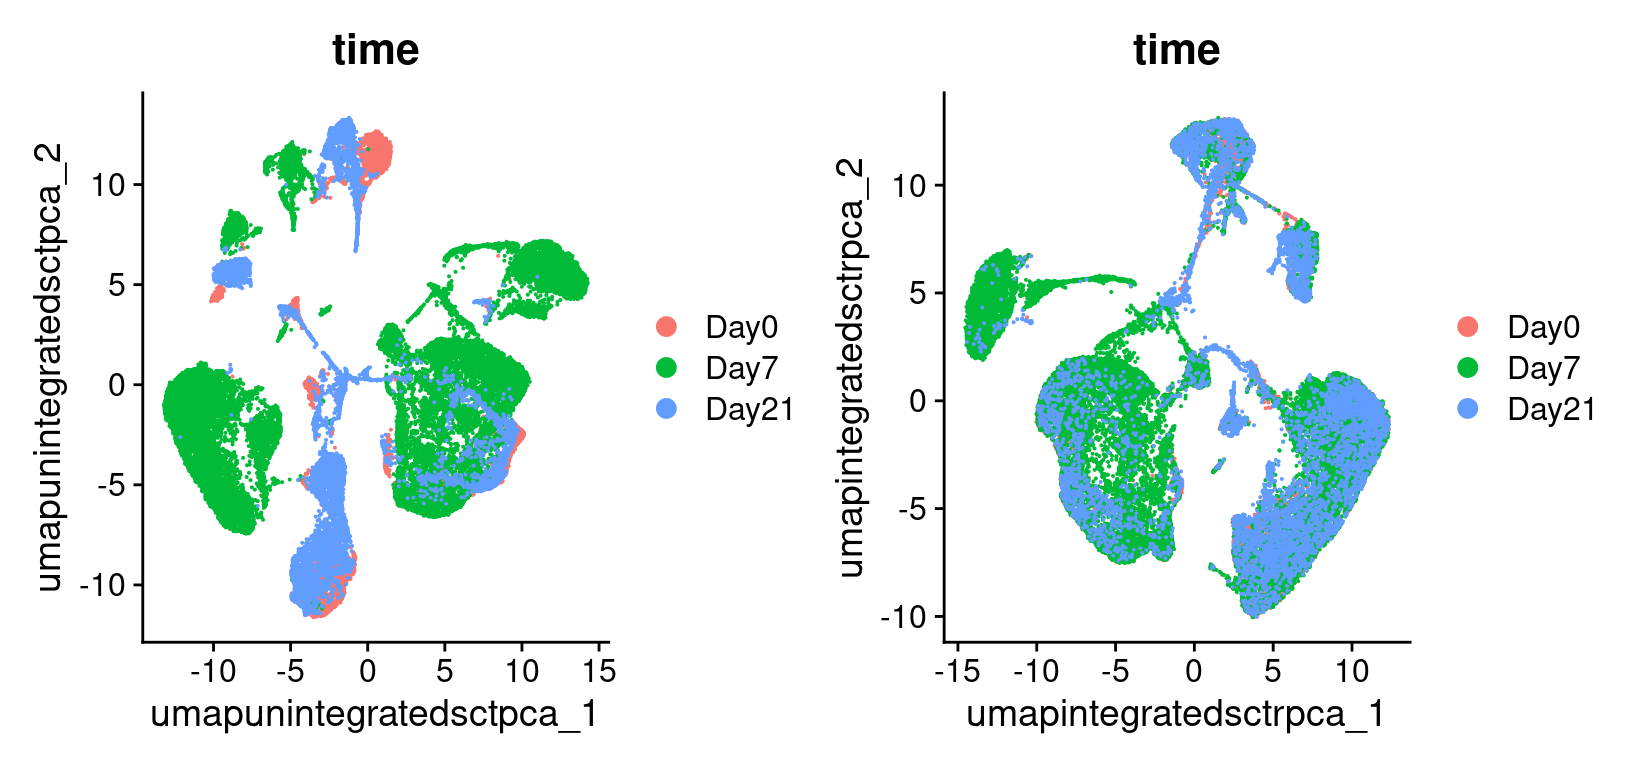 time
umapunintegratedsctpca_2
10
5
0
-5
-10
-10
-5
0
5
10
15
umapunintegratedsctpca_1
Day0
Day7
Day21
time
umapintegratedsctrpca_2
10
5
0
-5
-10
-15
-10
-5
0
5
10
umapintegratedsctrpca_1
Day0
Day7
Day21